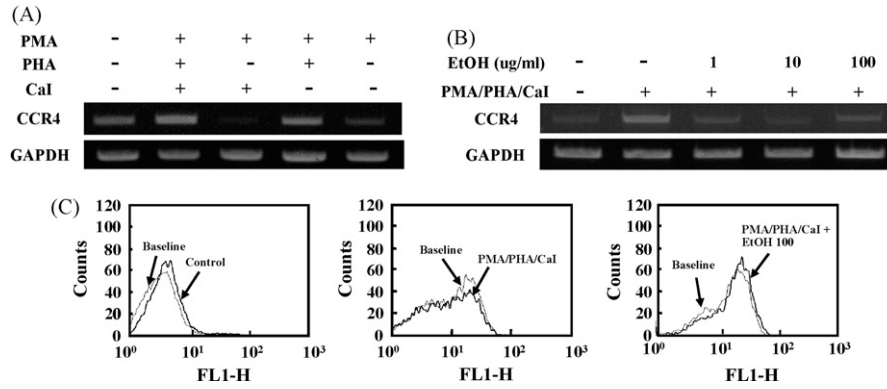 (A)
PMA - + + + +
PHA - + - + -
CaI - + + - -
CCR4
GAPDH
(B)
EtOH (ug/ml) - - 1 10 100
PMA/PHA/CaI - + + + +
CCR4
GAPDH
(C)
Counts
120
100
80
60
40
20
0
Baseline
Control
10⁰ 10¹ 10² 10³
FL1-H
Counts
120
100
80
60
40
20
0
Baseline
PMA/PHA/CaI
10⁰ 10¹ 10² 10³
FL1-H
Counts
120
100
80
60
40
20
0
PMA/PHA/CaI +
EtOH 100
Baseline
10⁰ 10¹ 10² 10³
FL1-H